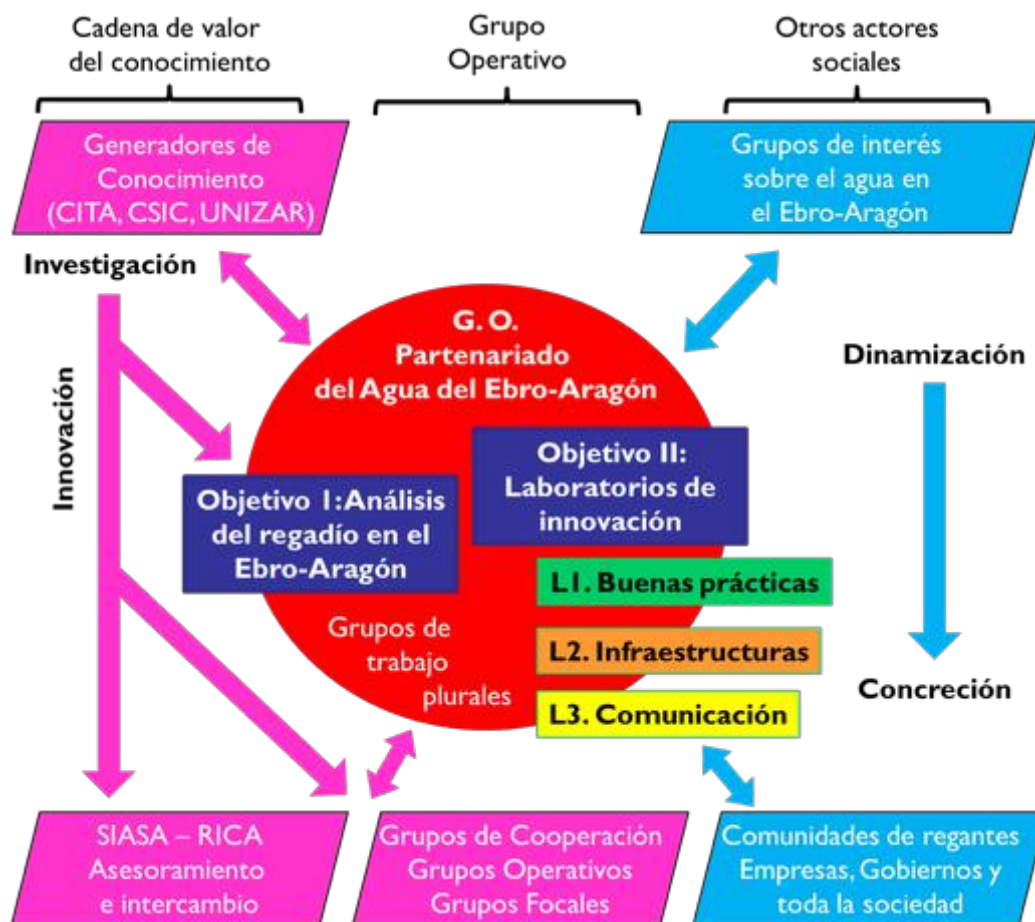 Cadena de valor
del conocimiento
Grupo
Operativo
Otros actores
sociales
Generadores de
Conocimiento
(CITA, CSIC, UNIZAR)
Grupos de interés
sobre el agua en
el Ebro-Aragón
Investigación
Innovación
G. O.
Partenariado
del Agua del Ebro-Aragón
Dinamización
Objetivo 1: Análisis
del regadío en el
Ebro-Aragón
Objetivo II:
Laboratorios de
innovación
L1. Buenas prácticas
L2. Infraestructuras
L3. Comunicación
Grupos de
trabajo
plurales
Concreción
SIASA – RICA
Asesoramiento
e intercambio
Grupos de Cooperación
Grupos Operativos
Grupos Focales
Comunidades de regantes
Empresas, Gobiernos y
toda la sociedad